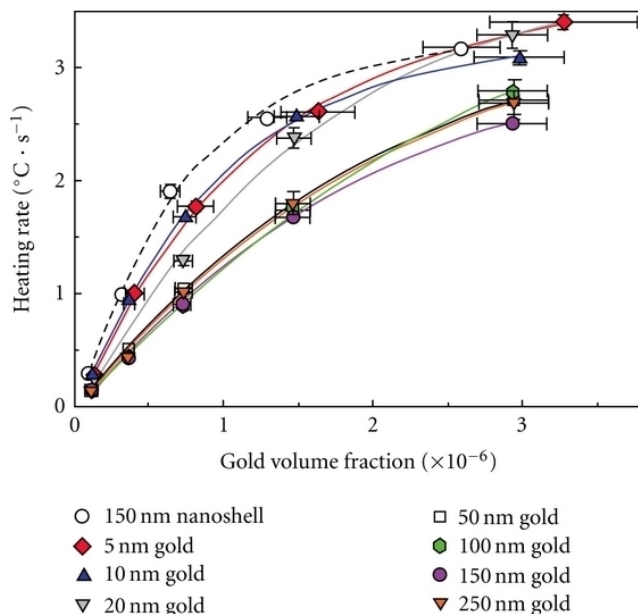 3
2
1
0
Heating rate (°C · s⁻¹)
0 1 2 3
Gold volume fraction (×10⁻⁶)
150 nm nanoshell
5 nm gold
10 nm gold
20 nm gold
50 nm gold
100 nm gold
150 nm gold
250 nm gold